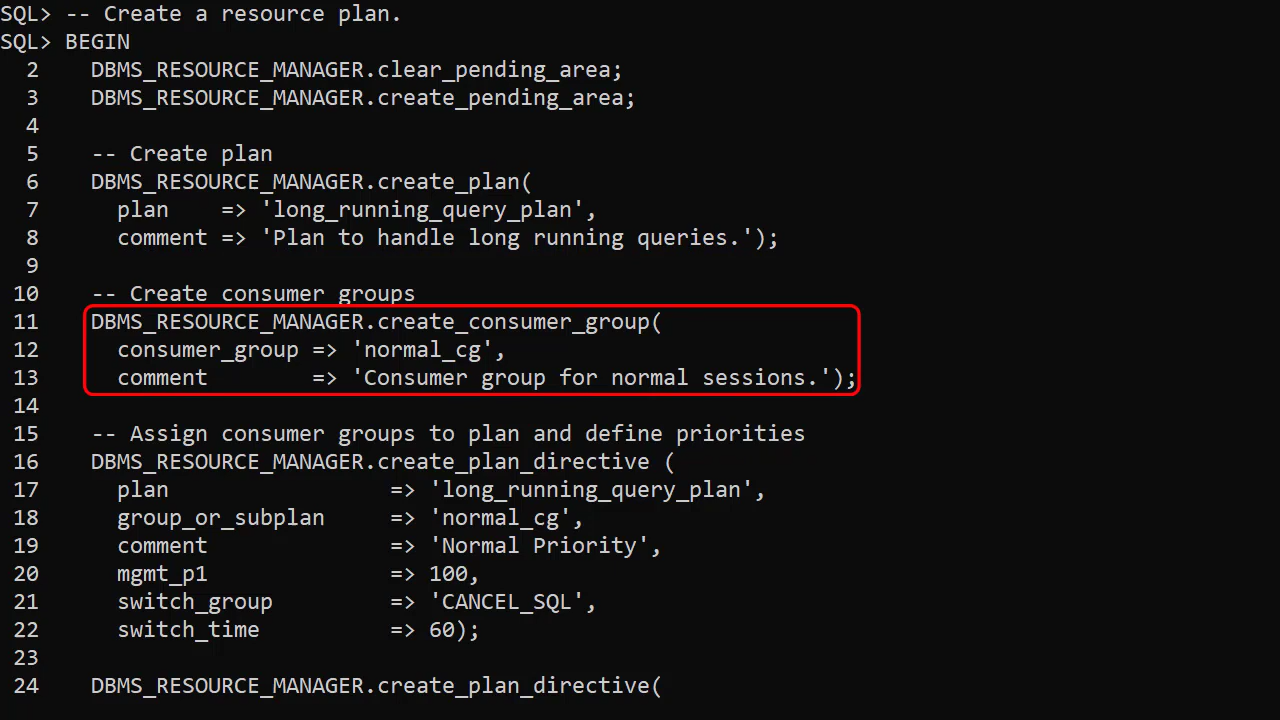 SQL> -- Create a resource plan.
SQL> BEGIN
  2    DBMS_RESOURCE_MANAGER.clear_pending_area;
  3    DBMS_RESOURCE_MANAGER.create_pending_area;
  4
  5    -- Create plan
  6    DBMS_RESOURCE_MANAGER.create_plan(
  7      plan    => 'long_running_query_plan',
  8      comment => 'Plan to handle long running queries.');
  9
 10    -- Create consumer groups
 11    DBMS_RESOURCE_MANAGER.create_consumer_group(
 12      consumer_group => 'normal_cg',
 13      comment        => 'Consumer group for normal sessions.');
 14
 15    -- Assign consumer groups to plan and define priorities
 16    DBMS_RESOURCE_MANAGER.create_plan_directive (
 17      plan                 => 'long_running_query_plan',
 18      group_or_subplan     => 'normal_cg',
 19      comment              => 'Normal Priority',
 20      mgmt_p1              => 100,
 21      switch_group         => 'CANCEL_SQL',
 22      switch_time          => 60);
 23
 24    DBMS_RESOURCE_MANAGER.create_plan_directive(